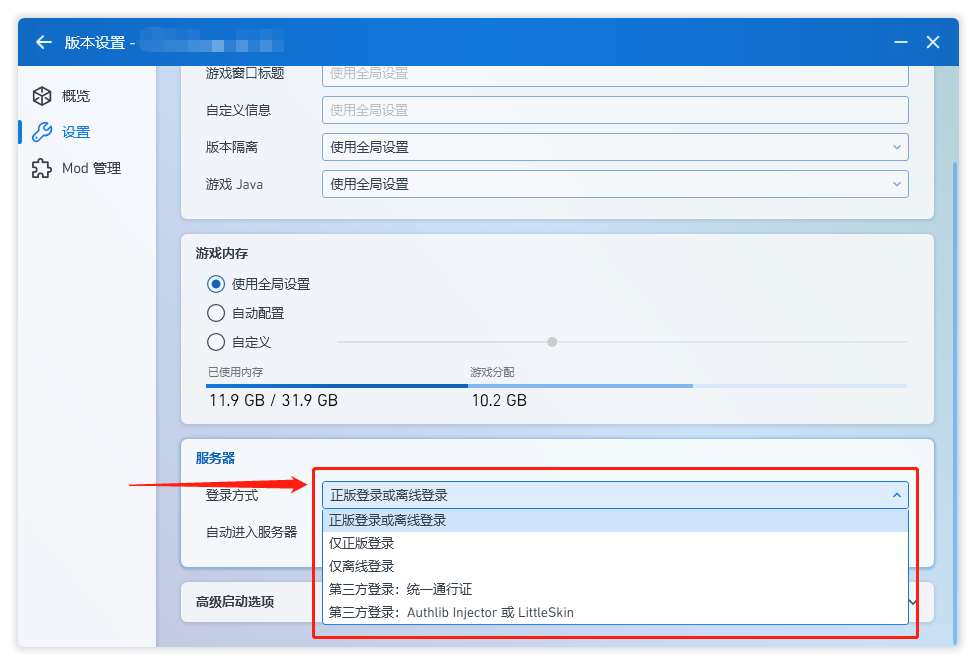 版本设置 -
概览
设置
Mod 管理
游戏窗口标题 使用全局设置
自定义信息 使用全局设置
版本隔离 使用全局设置
游戏 Java 使用全局设置
游戏内存
使用全局设置
自动配置
自定义
已使用内存 游戏分配
11.9 GB / 31.9 GB 10.2 GB
服务器
登录方式 正版登录或离线登录
正版登录或离线登录
自动进入服务器
仅正版登录
仅离线登录
第三方登录：统一通行证
高级启动选项
第三方登录：Authlib Injector 或 LittleSkin